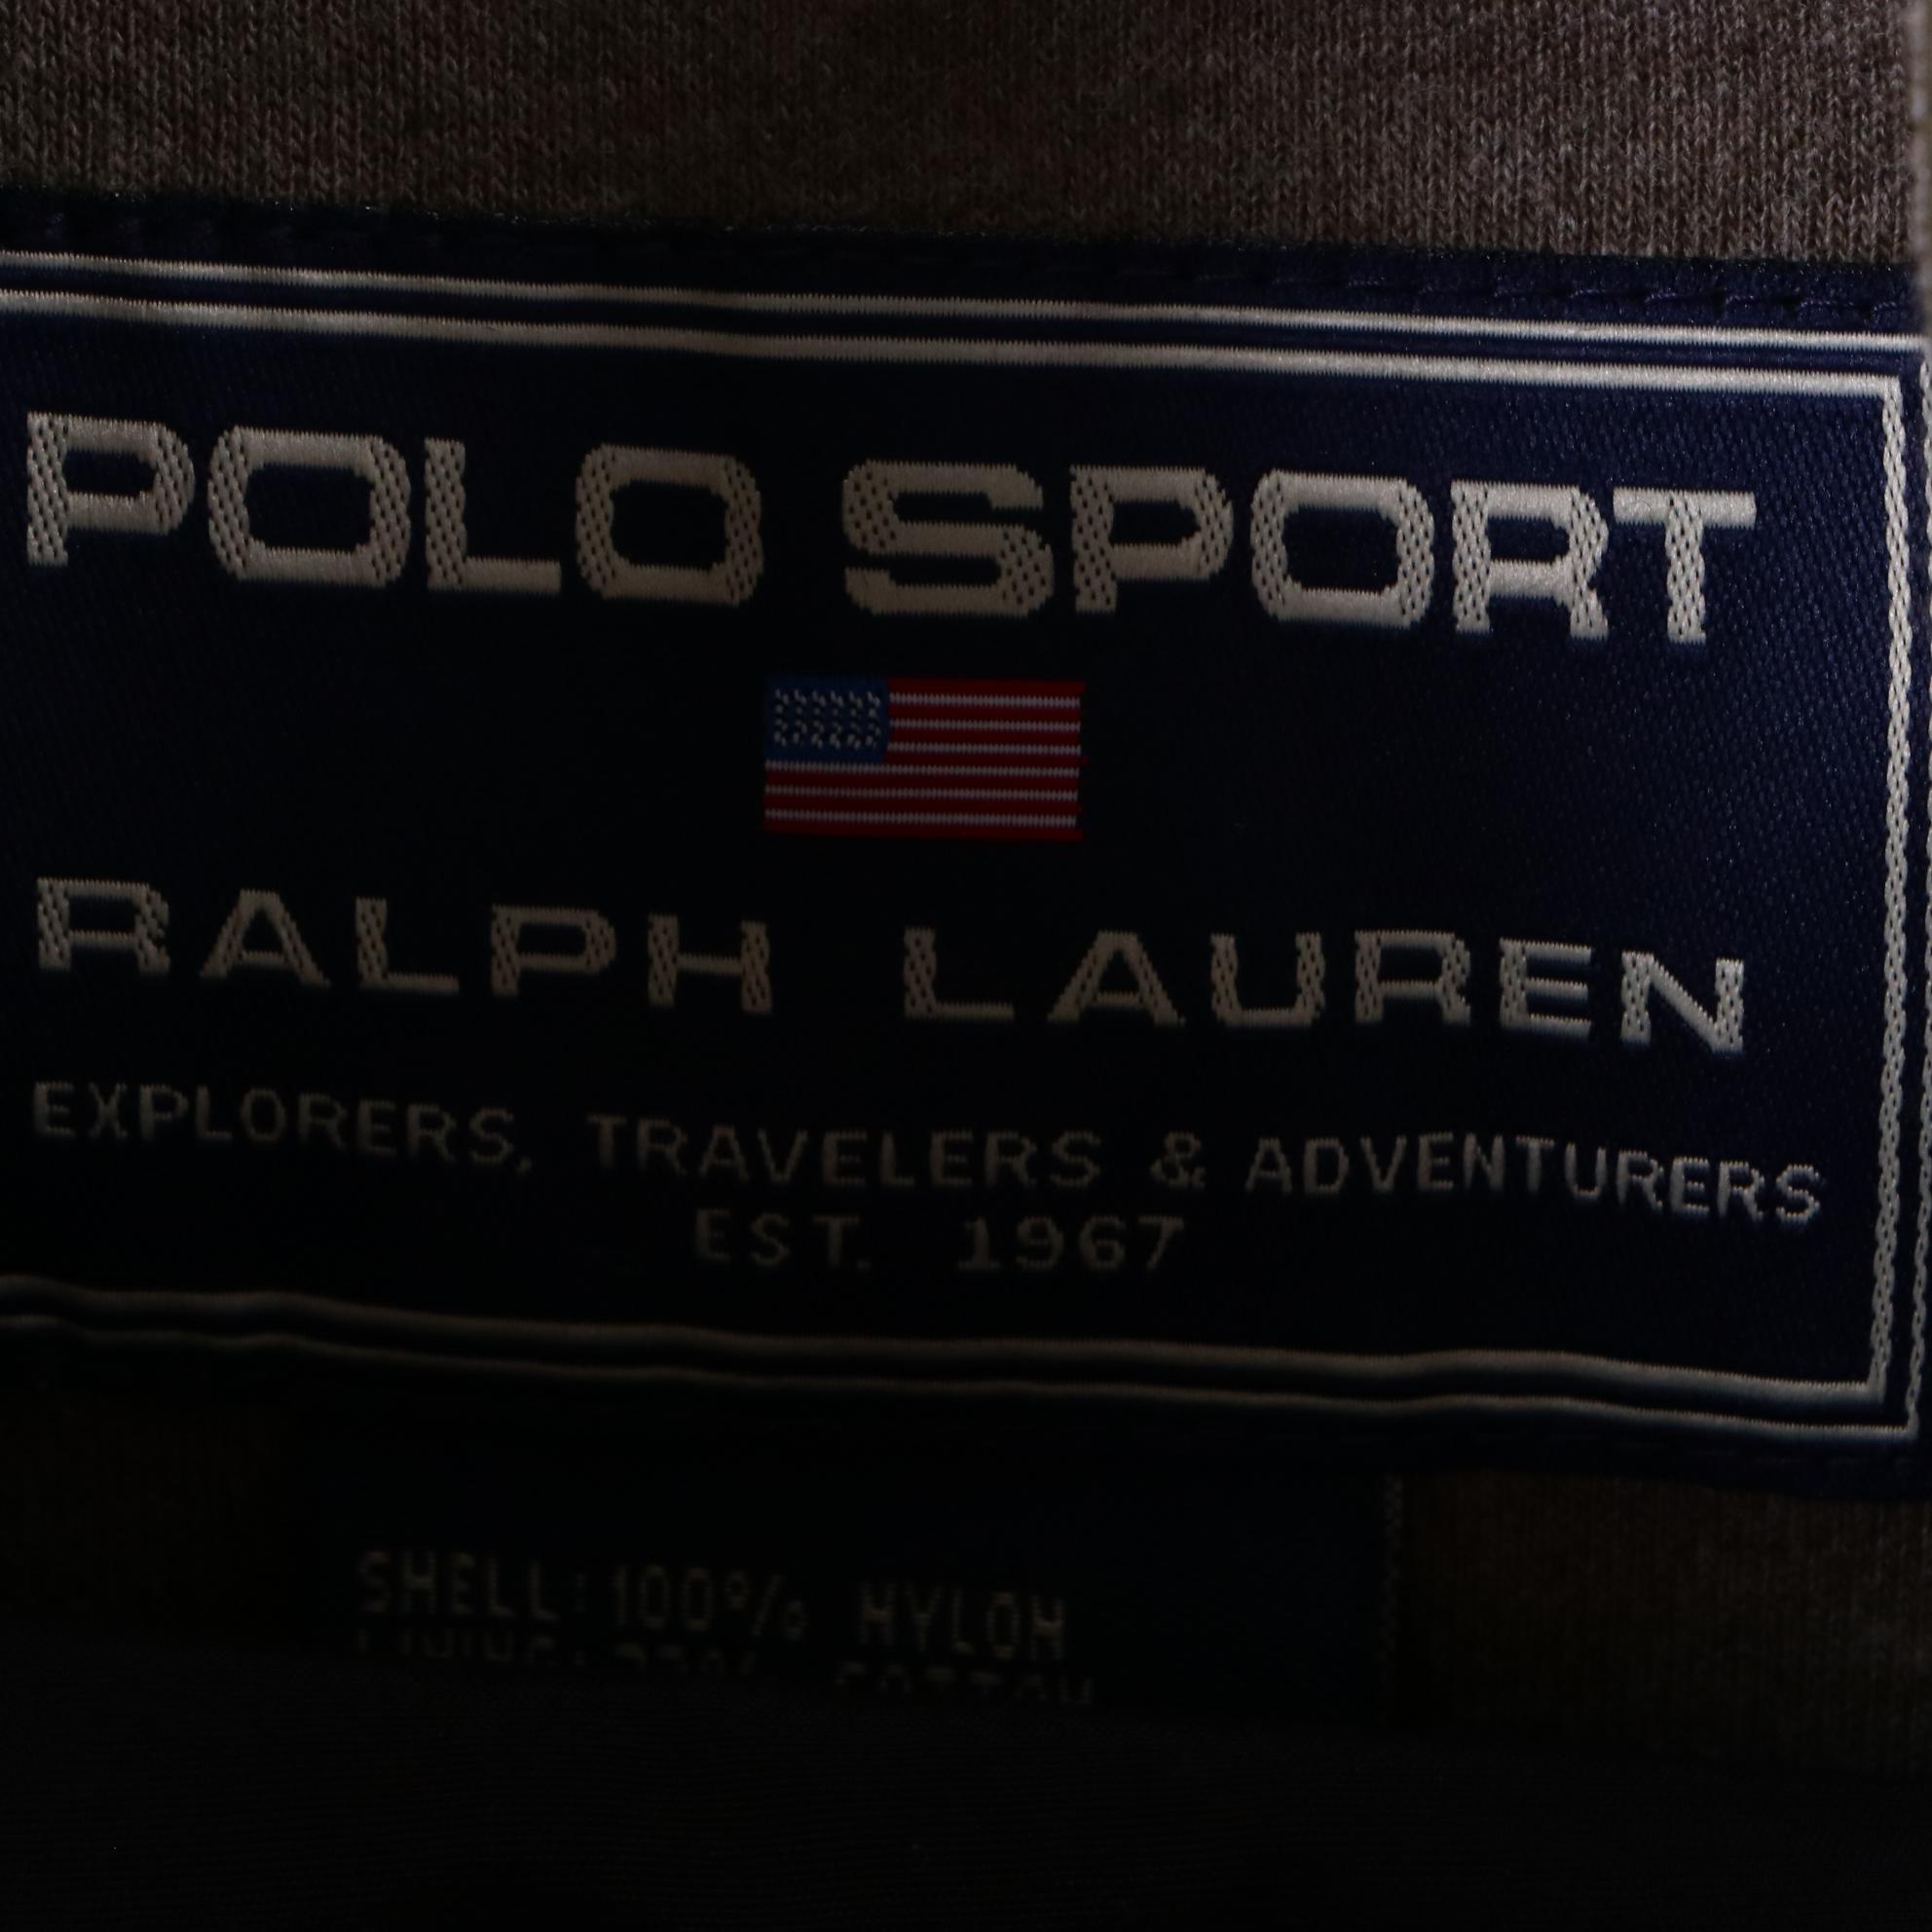 POLO SPORT
RALPH LAUREN
EXPLORERS, TRAVELERS & ADVENTURERS
EST. 1967
SHELL: 100% NYLON